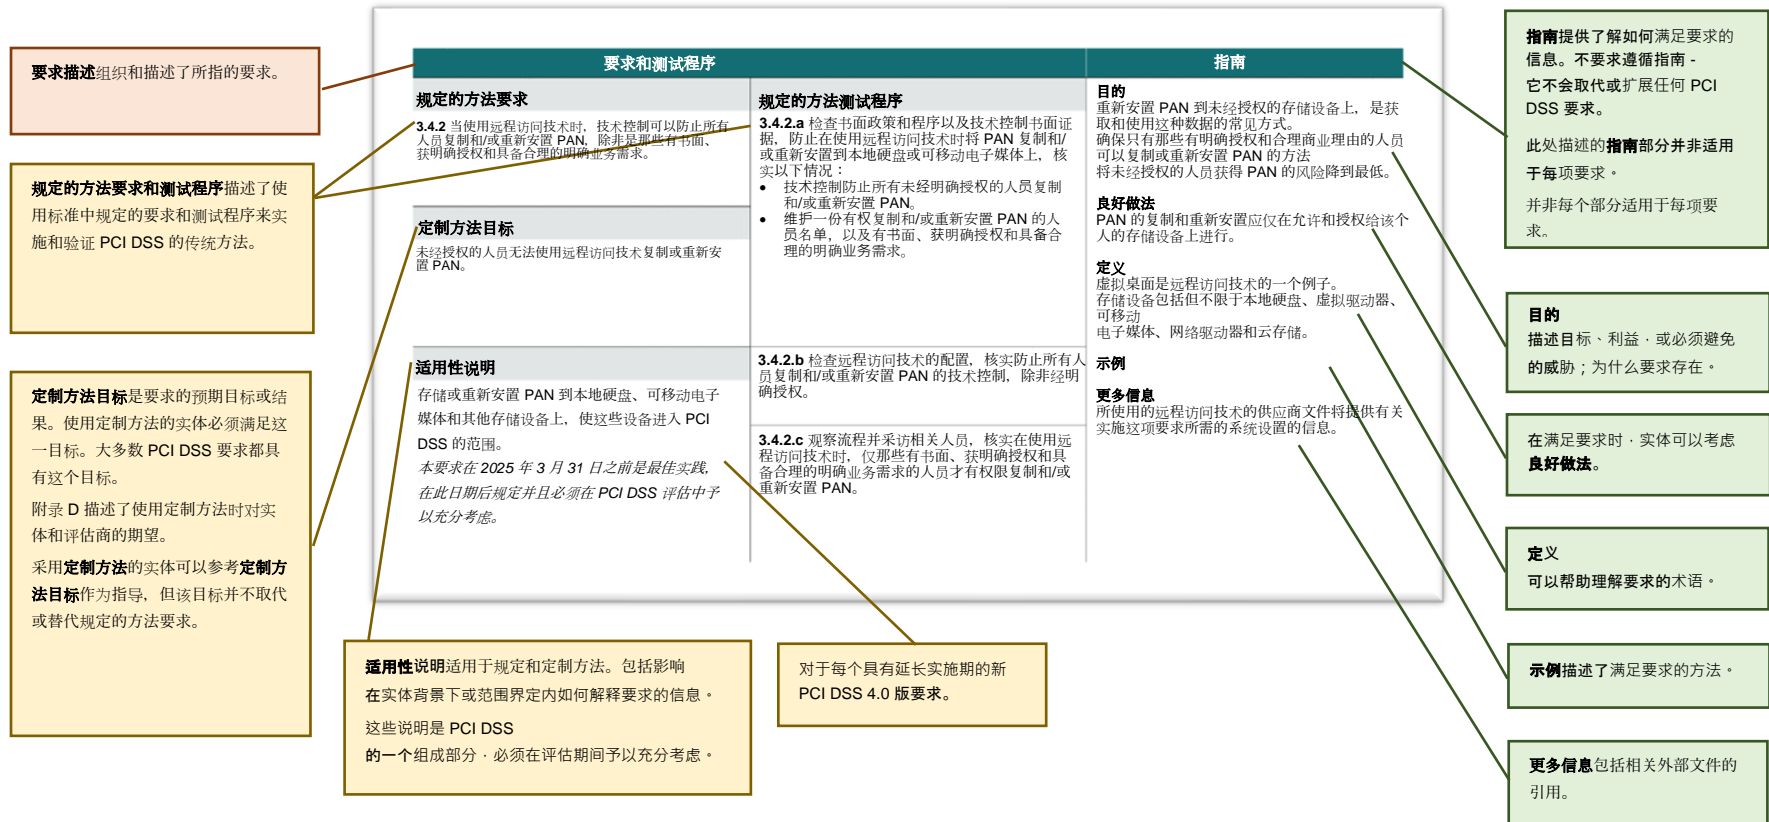 要求描述组织和描述了所指的要求。
规定的方法要求和测试程序描述了使
用标准中规定的要求和测试程序来实
施和验证 PCI DSS 的传统方法。
定制方法目标是要求的预期目标或结
果。使用定制方法的实体必须满足这
一目标。大多数 PCI DSS 要求都具
有这个目标。
附录 D 描述了使用定制方法时对实
体和评估商的期望。
采用定制方法的实体可以参考定制方
法目标作为指导，但该目标并不取代
或替代规定的方法要求。
要求和测试程序
指南
规定的方法要求
3.4.2 当使用远程访问技术时，技术控制可以防止所有
人员复制和/或重新安置 PAN，除非是那些有书面、
获明确授权和具备合理的明确业务需求。
定制方法目标
未经授权的人员无法使用远程访问技术复制或重新安
置 PAN。
适用性说明
存储或重新安置 PAN 到本地硬盘、可移动电子
媒体和其他存储设备上，使这些设备进入 PCI
DSS 的范围。
本要求在 2025 年 3 月 31 日之前是最佳实践，
在此日期后规定并且必须在 PCI DSS 评估中予
以充分考虑。
规定的方法测试程序
3.4.2.a 检查书面政策和程序以及技术控制书面证
据，防止在使用远程访问技术时将 PAN 复制和/
或重新安置到本地硬盘或可移动电子媒体上，核
实以下情况：
• 技术控制防止所有未经明确授权的人员复制
和/或重新安置 PAN。
• 维护一份有权复制和/或重新安置 PAN 的人
员名单，以及有书面、获明确授权和具备合
理的明确业务需求。
3.4.2.b 检查远程访问技术的配置，核实防止所有人
员复制和/或重新安置 PAN 的技术控制，除非经明
确授权。
3.4.2.c 观察流程并采访相关人员，核实在使用远
程访问技术时，仅那些有书面、获明确授权和具
备合理的明确业务需求的人员才有权限复制和/或
重新安置 PAN。
目的
重新安置 PAN 到未经授权的存储设备上，是获
取和使用这种数据的常见方式。
确保只有那些有明确授权和合理商业理由的人员
可以复制或重新安置 PAN 的方法
将未经授权的人员获得 PAN 的风险降到最低。
良好做法
PAN 的复制和重新安置应仅在允许和授权给该个
人的存储设备上进行。
定义
虚拟桌面是远程访问技术的一个例子。
存储设备包括但不限于本地硬盘、虚拟驱动器、
可移动
电子媒体、网络驱动器和云存储。
示例
更多信息
所使用的远程访问技术的供应商文件将提供有关
实施这项要求所需的系统设置的信息。
适用性说明适用于规定和定制方法。包括影响
在实体背景下或范围界定内如何解释要求的信息。
这些说明是 PCI DSS
的一个组成部分，必须在评估期间予以充分考虑。
对于每个具有延长实施期的新
PCI DSS 4.0 版要求。
指南提供了解如何满足要求的
信息。不要求遵循指南 -
它不会取代或扩展任何 PCI
DSS 要求。
此处描述的指南部分并非适用
于每项要求。
并非每个部分适用于每项要
求。
目的
描述目标、利益，或必须避免
的威胁；为什么要求存在。
在满足要求时，实体可以考虑
良好做法。
定义
可以帮助理解要求的术语。
示例描述了满足要求的方法。
更多信息包括相关外部文件的
引用。